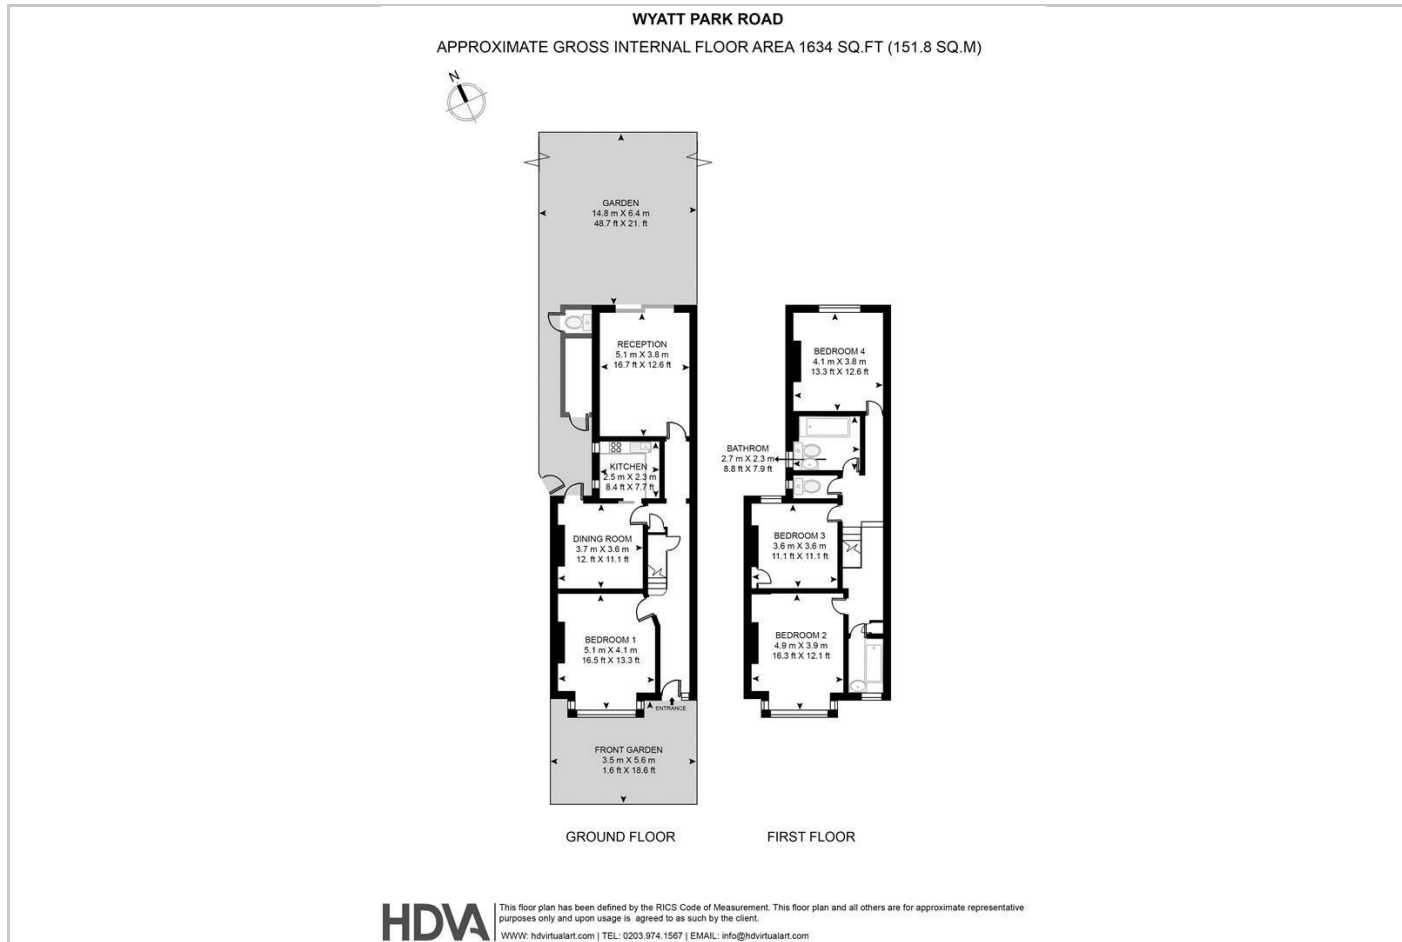 WYATT PARK ROAD
APPROXIMATE GROSS INTERNAL FLOOR AREA 1634 SQ.FT (151.8 SQ.M)
N
GARDEN
14.8 m X 6.4 m
48.7 ft X 21. ft
RECEPTION
5.1 m X 3.8 m
16.7 ft X 12.6 ft
KITCHEN
2.5 m X 2.3 m
8.4 ft X 7.7 ft
DINING ROOM
3.7 m X 3.6 m
12. ft X 11.1 ft
BEDROOM 1
5.1 m X 4.1 m
16.5 ft X 13.3 ft
ENTRANCE
FRONT GARDEN
3.5 m X 5.6 m
1.6 ft X 18.6 ft
GROUND FLOOR
BEDROOM 4
4.1 m X 3.8 m
13.3 ft X 12.6 ft
BATHROM
2.7 m X 2.3 m
8.8 ft X 7.9 ft
BEDROOM 3
3.6 m X 3.6 m
11.1 ft X 11.1 ft
BEDROOM 2
4.9 m X 3.9 m
16.3 ft X 12.1 ft
FIRST FLOOR
HDVA
This floor plan has been defined by the RICS Code of Measurement. This floor plan and all others are for approximate representative
purposes only and upon usage is agreed to as such by the client.
WWW: hdvirtualart.com | TEL: 0203.974.1567 | EMAIL: info@hdvirtualart.com